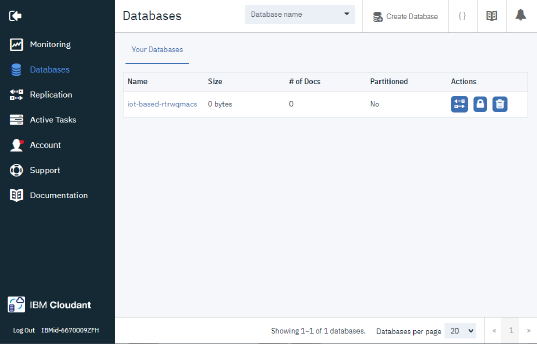 Databases
Database name
Create Database
{ }
Monitoring
Databases
Replication
Active Tasks
Account
Support
Documentation
Your Databases
Name Size # of Docs Partitioned Actions
iot-based-rtrwqmacs 0 bytes 0 No
IBM Cloudant
Log Out IBMid-6670009ZFH
Showing 1–1 of 1 databases. Databases per page 20 « 1 »